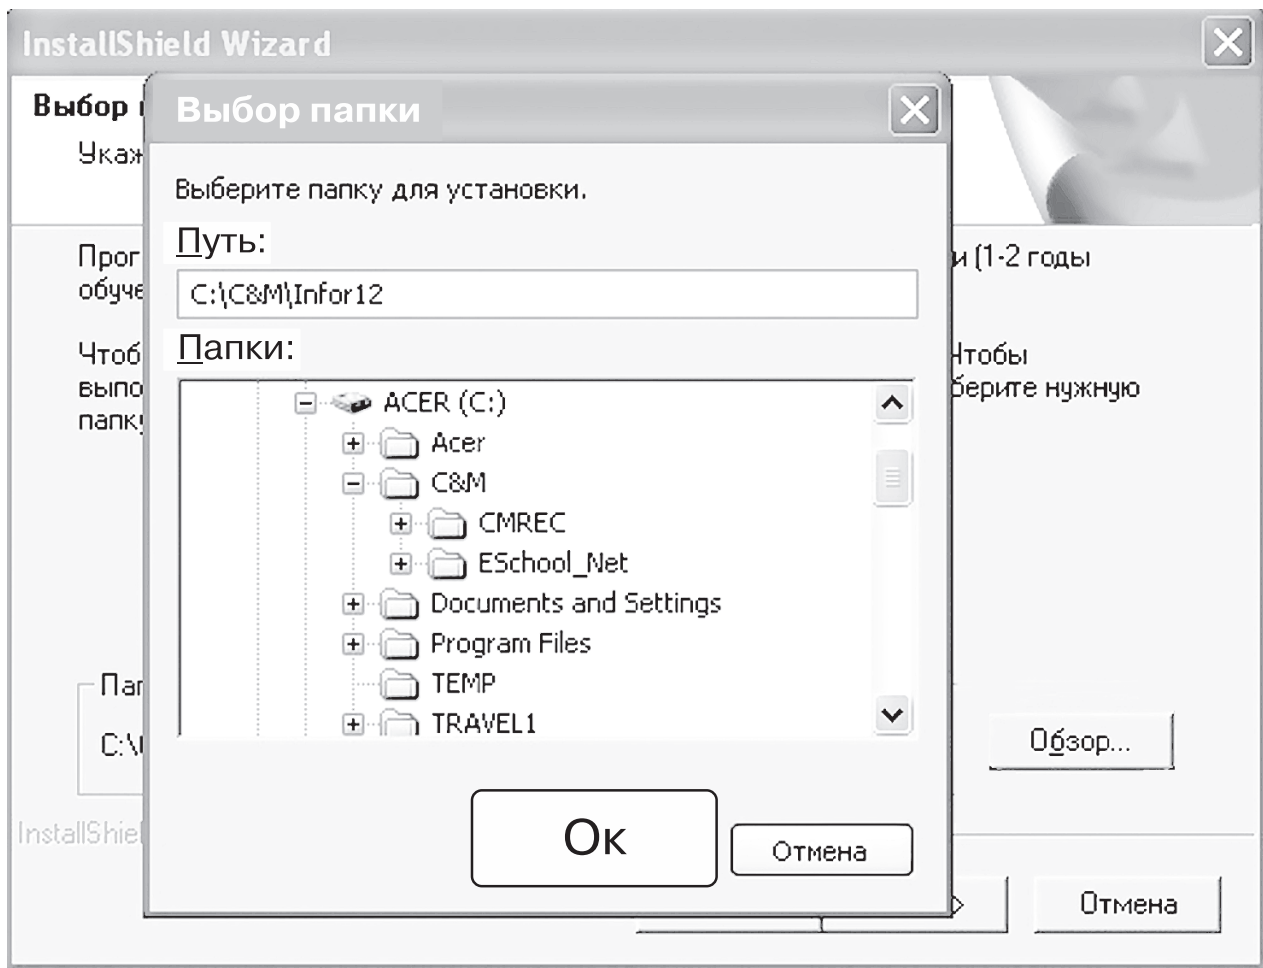 InstallShield Wizard
Выбор
Выбор папки
Выберите папку для установки.
Путь:
C:\C&M\Infor12
и (1-2 годы
Папки:
Чтобы
нужную
ACER (C:)
Acer
C&M
CMREC
ESchool_Net
Documents and Settings
Program Files
TEMP
TRAVEL1
Обзор...
Ок
Отмена
Отмена